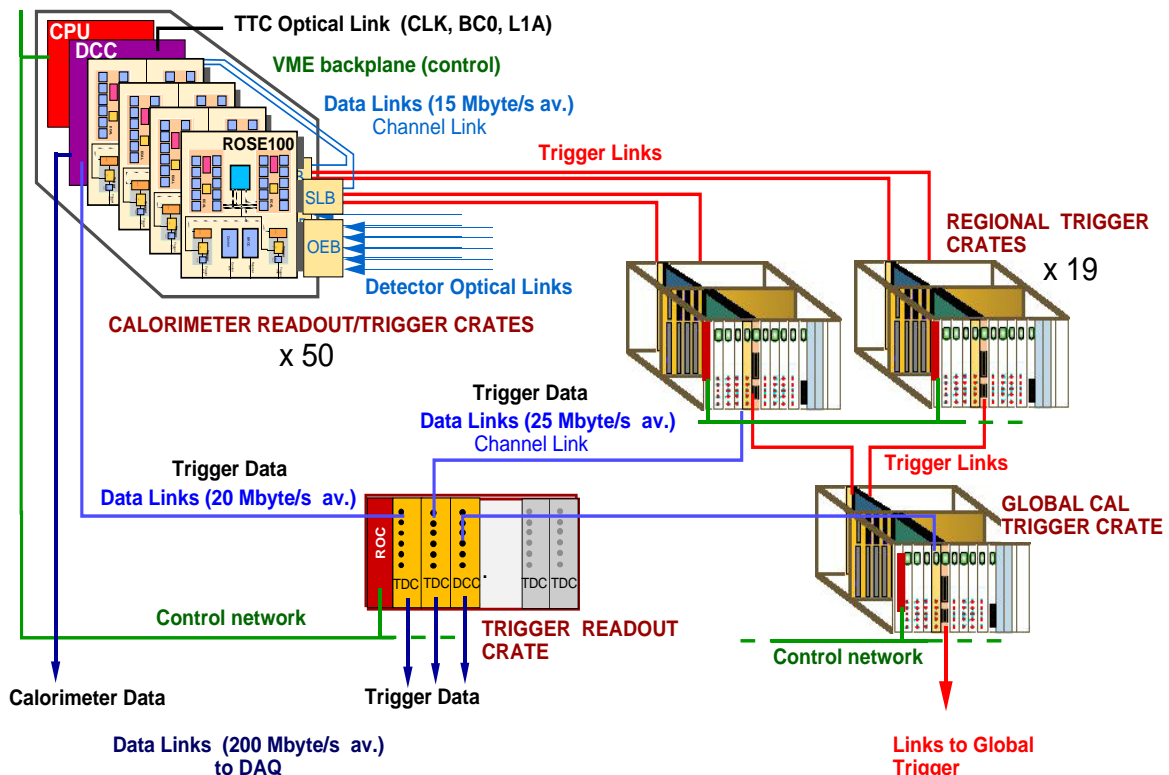 CPU
DCC
TTC Optical Link (CLK, BC0, L1A)
VME backplane (control)
Data Links (15 Mbyte/s av.)
Channel Link
ROSE100
Trigger Links
SLB
OEB
Detector Optical Links
REGIONAL TRIGGER
CRATES
x 19
CALORIMETER READOUT/TRIGGER CRATES
x 50
Trigger Data
Data Links (25 Mbyte/s av.)
Channel Link
Trigger Data
Data Links (20 Mbyte/s av.)
Trigger Links
GLOBAL CAL
TRIGGER CRATE
ROC
TDC
TDC
DCC
.
TDC
TDC
Control network
TRIGGER READOUT
CRATE
Control network
Calorimeter Data
Trigger Data
Data Links (200 Mbyte/s av.)
to DAQ
Links to Global
Trigger